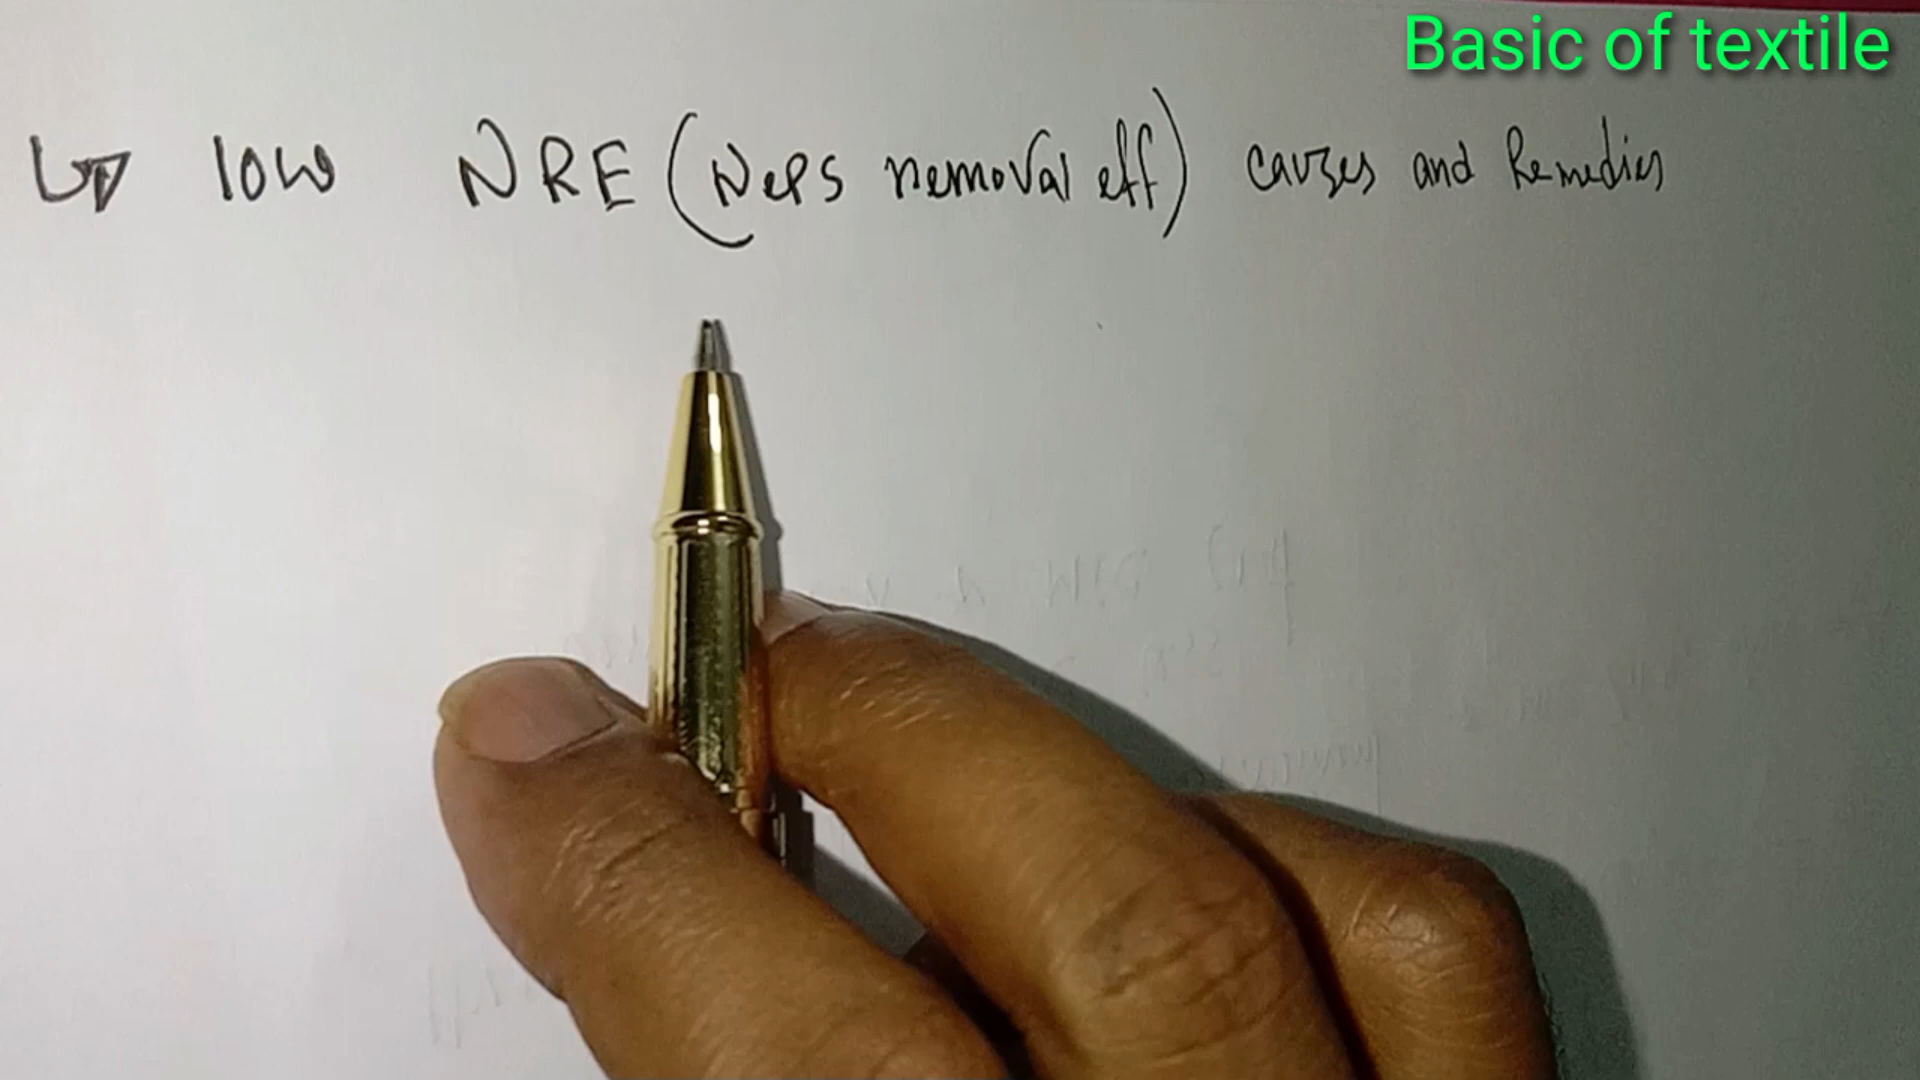 Basic of textile
low NRE (Neps removal eff) causes and Remedies